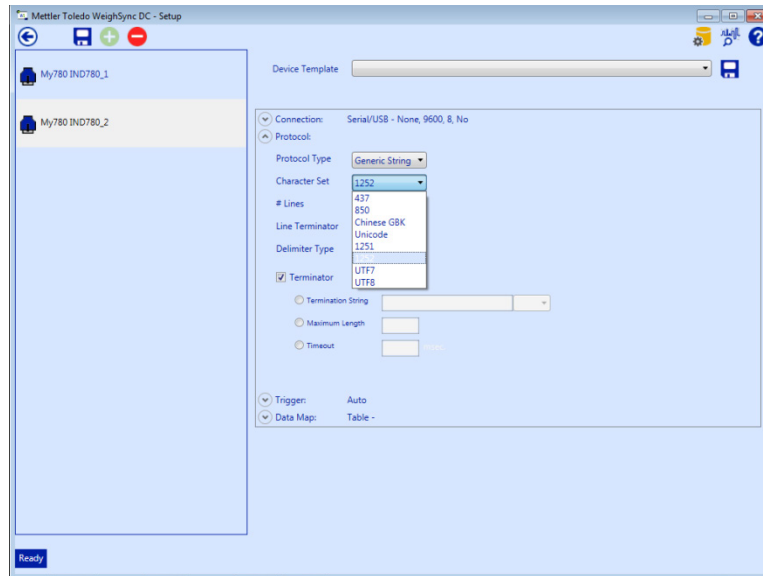 Mettler Toledo WeighSync DC - Setup
My780 IND780_1
My780 IND780_2
Device Template
Connection: Serial/USB - None, 9600, 8, No
Protocol:
Protocol Type Generic String
Character Set 1252
# Lines
Line Terminator
Delimiter Type
437
850
Chinese GBK
Unicode
1251
1252
UTF7
UTF8
Terminator
Termination String
Maximum Length
Timeout
Trigger: Auto
Data Map: Table -
Ready